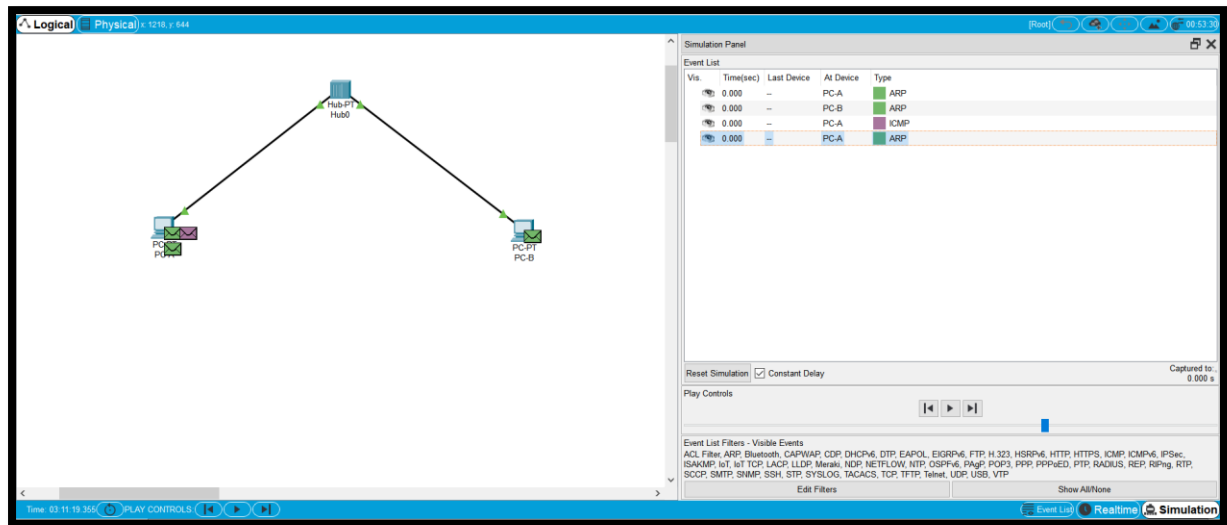 Logical Physical x: 1218, y: 644
[Root] 00:53:30
Hub-PT
Hub0
PC-PT
PC-B
Simulation Panel
Event List
Vis. Time(sec) Last Device At Device Type
0.000 -- PC-A ARP
0.000 -- PC-B ARP
0.000 -- PC-A ICMP
0.000 -- PC-A ARP
Reset Simulation Constant Delay
Captured to:
0.000 s
Play Controls
Event List Filters - Visible Events
ACL Filter, ARP, Bluetooth, CAPWAP, CDP, DHCPv6, DTP, EAPOL, EIGRPv6, FTP, H.323, HSRPv6, HTTP, HTTPS, ICMP, ICMPv6, IPSec,
ISAKMP, IoT, IoT TCP, LACP, LLDP, Meraki, NDP, NETFLOW, NTP, OSPFv6, PAgP, POP3, PPP, PPPoED, PTP, RADIUS, REP, RIPng, RTP,
SCCP, SMTP, SNMP, SSH, STP, SYSLOG, TACACS, TCP, TFTP, Telnet, UDP, USB, VTP
Edit Filters Show All/None
Time: 03:11:19.355 PLAY CONTROLS:
Event List Realtime Simulation